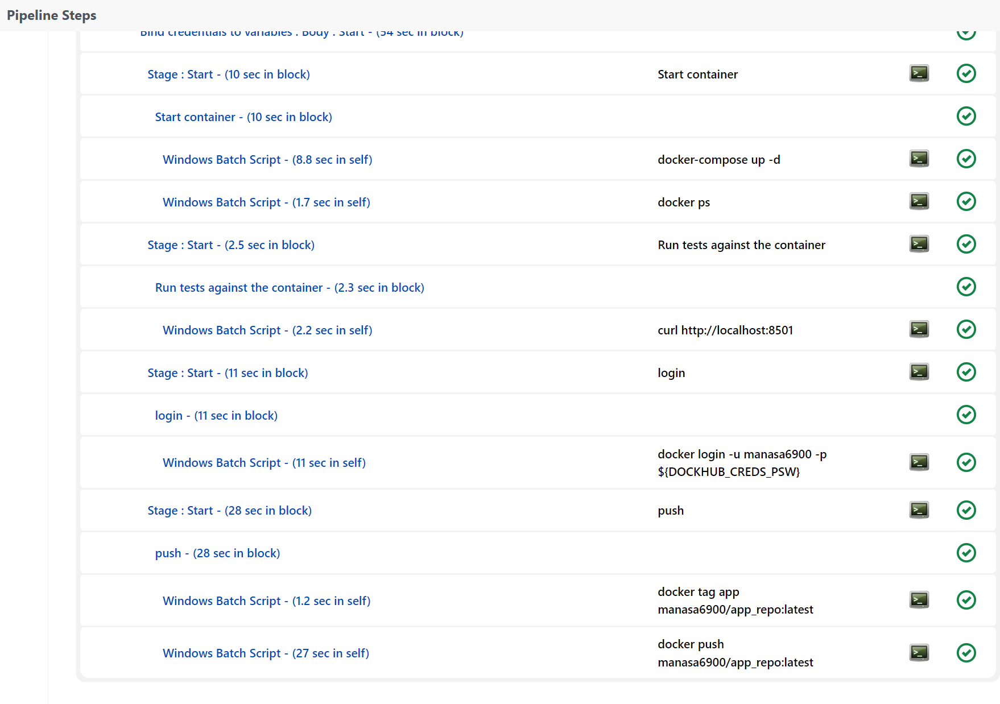 Pipeline Steps
Bind credentials to variables : Body : Start - (54 sec in block)
Stage : Start - (10 sec in block) Start container
Start container - (10 sec in block)
Windows Batch Script - (8.8 sec in self) docker-compose up -d
Windows Batch Script - (1.7 sec in self) docker ps
Stage : Start - (2.5 sec in block) Run tests against the container
Run tests against the container - (2.3 sec in block)
Windows Batch Script - (2.2 sec in self) curl http://localhost:8501
Stage : Start - (11 sec in block) login
login - (11 sec in block)
Windows Batch Script - (11 sec in self) docker login -u manasa6900 -p
${DOCKHUB_CREDS_PSW}
Stage : Start - (28 sec in block) push
push - (28 sec in block)
Windows Batch Script - (1.2 sec in self) docker tag app
manasa6900/app_repo:latest
Windows Batch Script - (27 sec in self) docker push
manasa6900/app_repo:latest